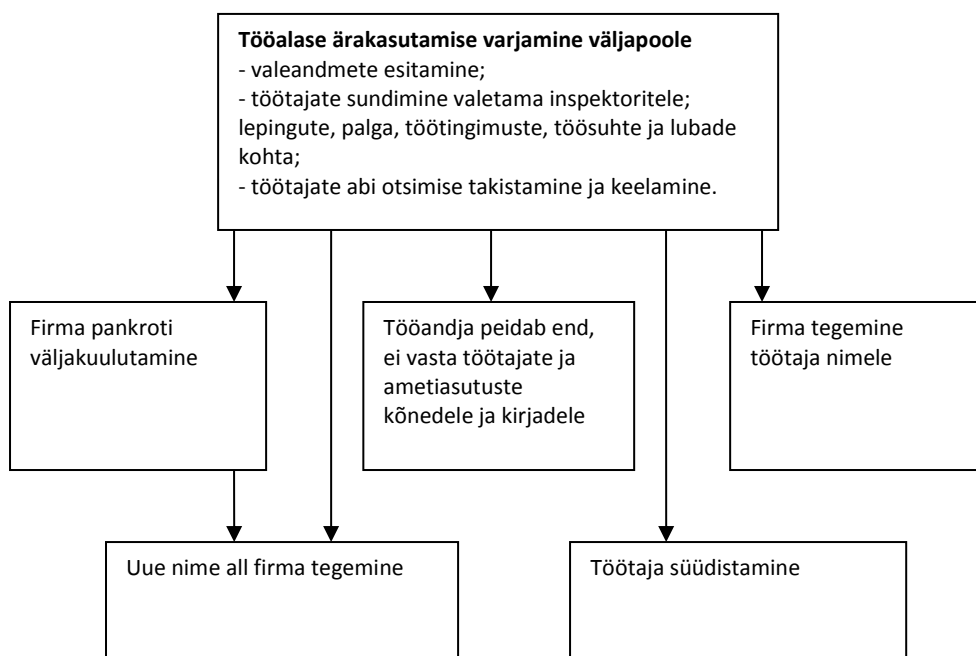 Tööalase ärakasutamise varjamine väljapoole
- valeandmete esitamine;
- töötajate sundimine valetama inspektoritele;
lepingute, palga, töötingimuste, töösuhte ja lubade
kohta;
- töötajate abi otsimise takistamine ja keelamine.
Firma pankroti
väljakuulutamine
Tööandja peidab end,
ei vasta töötajate ja
ametiasutuste
kõnedele ja kirjadele
Firma tegemine
töötaja nimele
Uue nime all firma tegemine
Töötaja süüdistamine